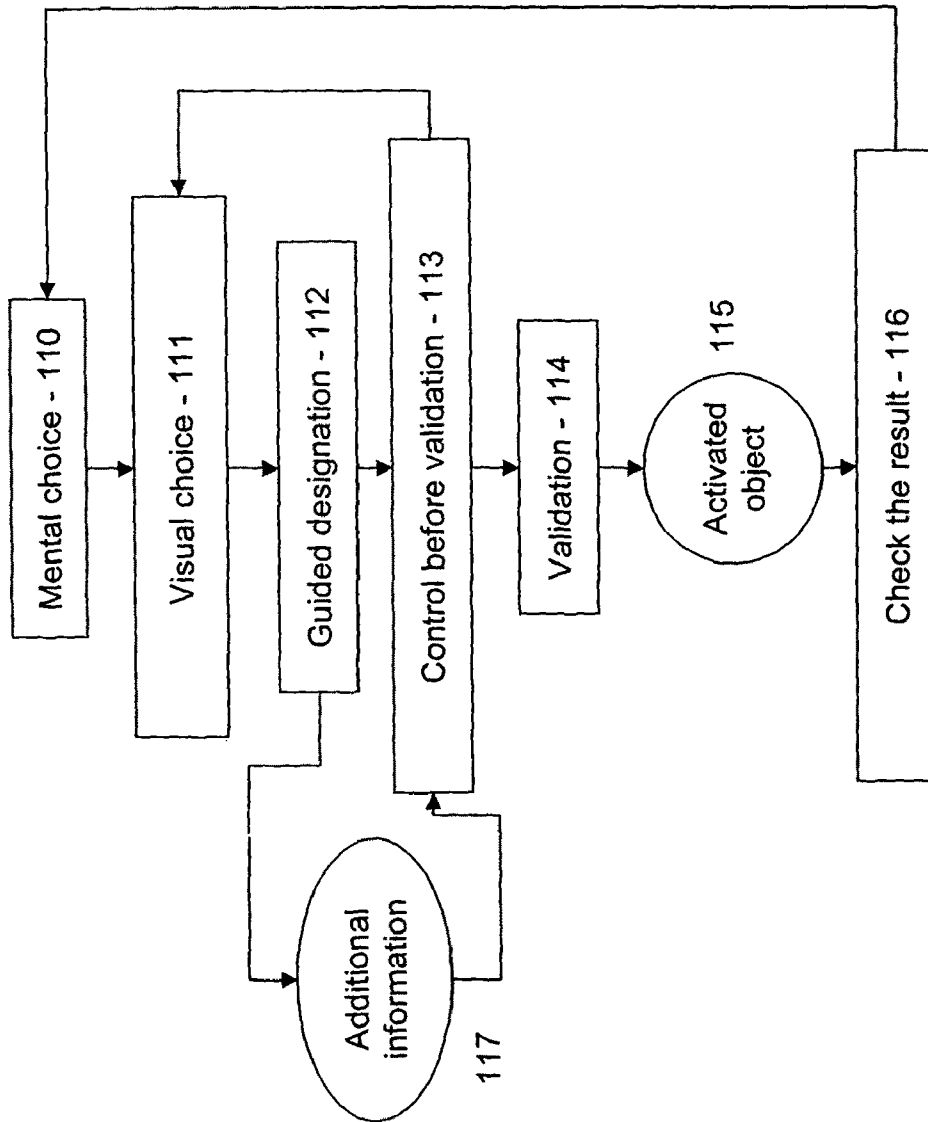 Mental choice - 110
Visual choice - 111
Guided designation - 112
Additional
information
117
Control before validation - 113
Validation - 114
115
Activated
object
Check the result - 116